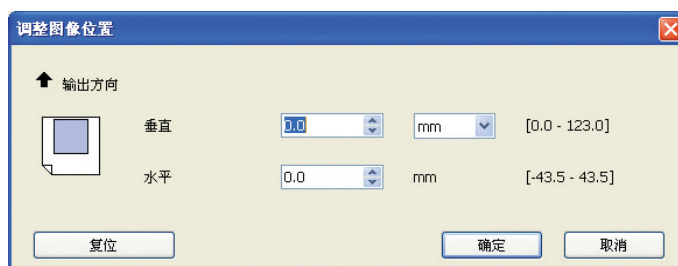 调整图像位置
输出方向
垂直 0.0 mm [0.0 - 123.0]
水平 0.0 mm [-43.5 - 43.5]
复位 确定 取消